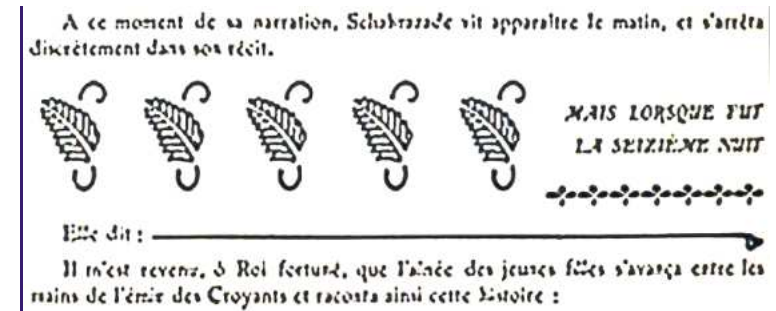 A ce moment de sa narration, Schahrazade vit apparaître le matin, et s'arrêta
discrètement dans son récit.
MAIS LORSQUE FUT
LA SEIZIÈME NUIT
Elle dit :
Il m'est revenu, ô Roi fortuné, que l'aînée des jeunes filles s'avança entre les
mains de l'émir des Croyants et raconta ainsi cette histoire :